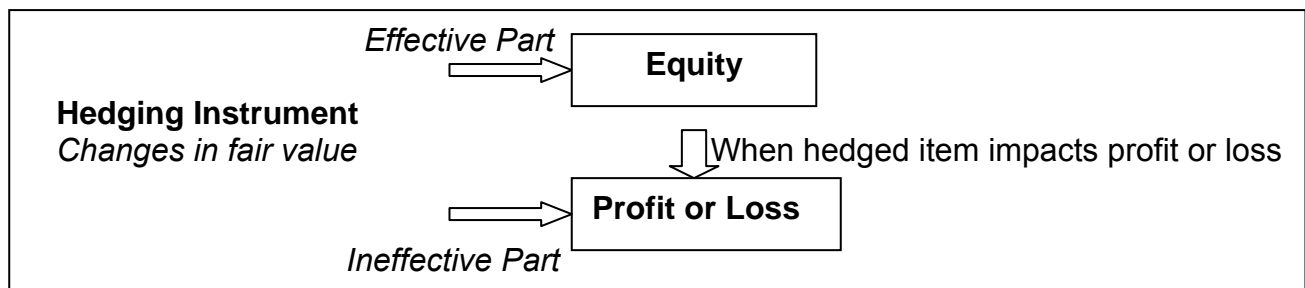 Effective Part
Equity
Hedging Instrument
Changes in fair value
When hedged item impacts profit or loss
Profit or Loss
Ineffective Part